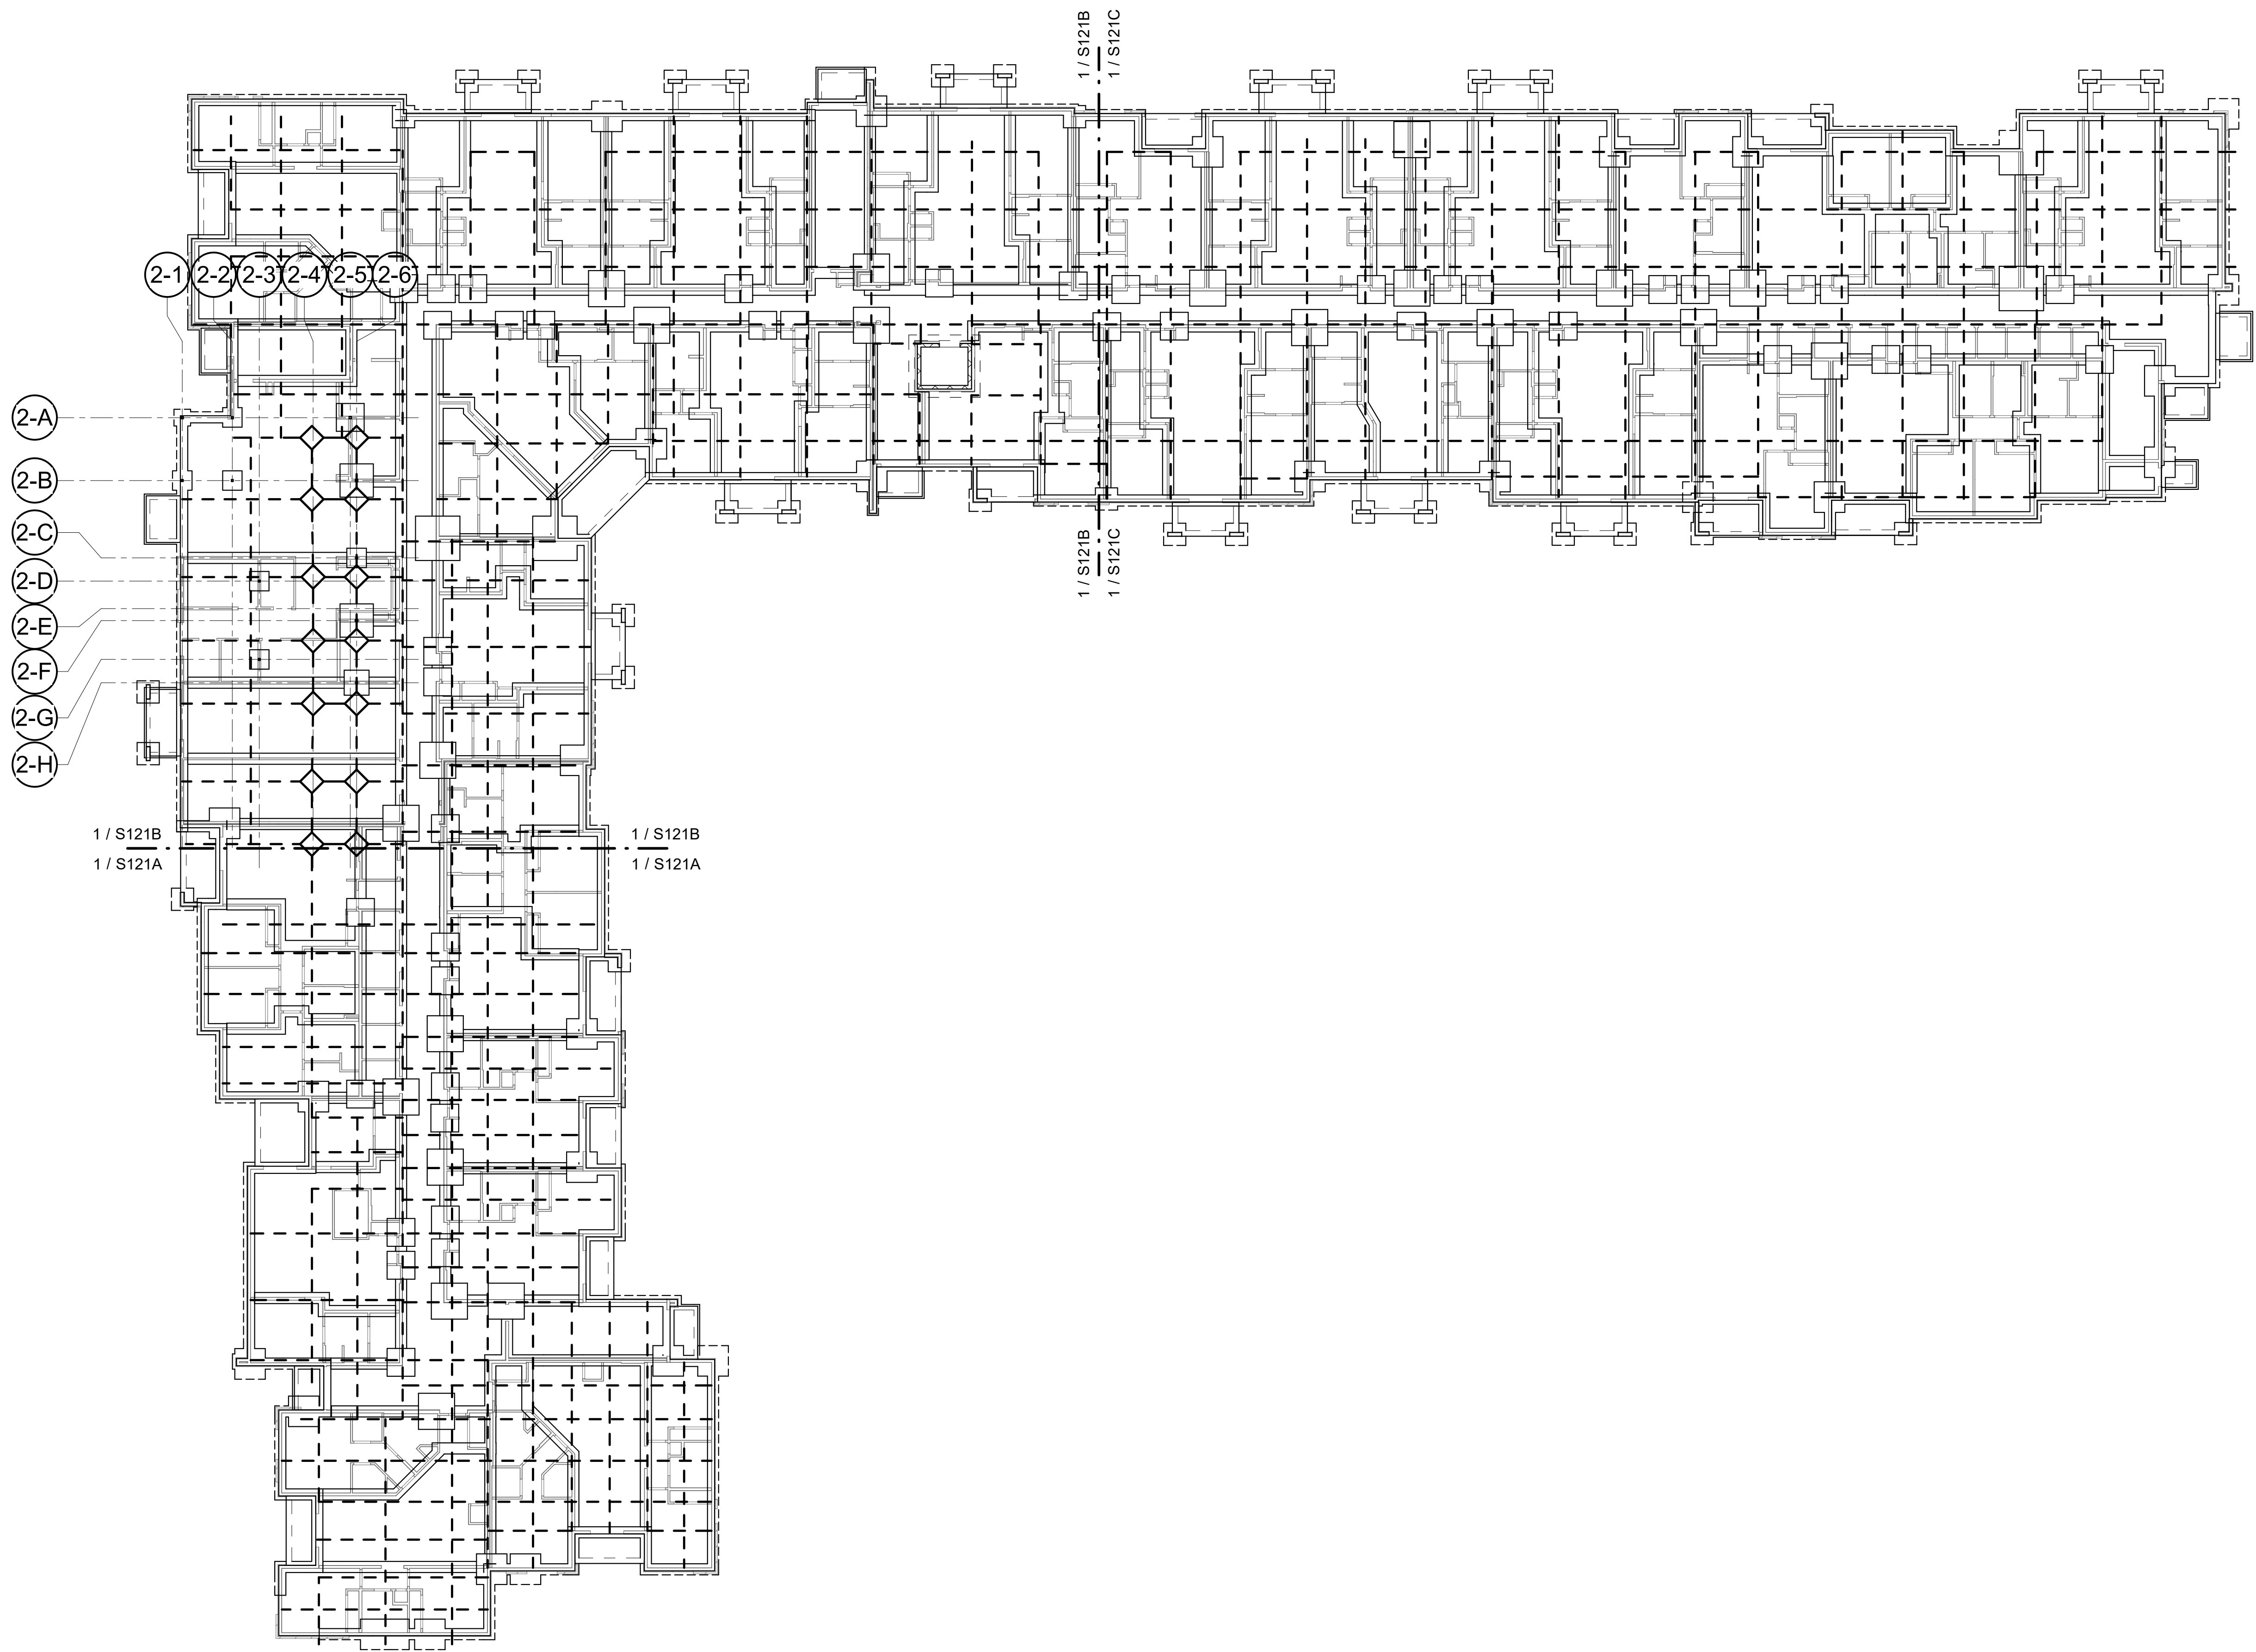 1 / S121B
1 / S121C
2-1
2-2
2-3
2-4
2-5
2-6
2-A
2-B
2-C
2-D
2-E
2-F
2-G
2-H
1 / S121B
1 / S121C
1 / S121B
1 / S121A
1 / S121B
1 / S121A